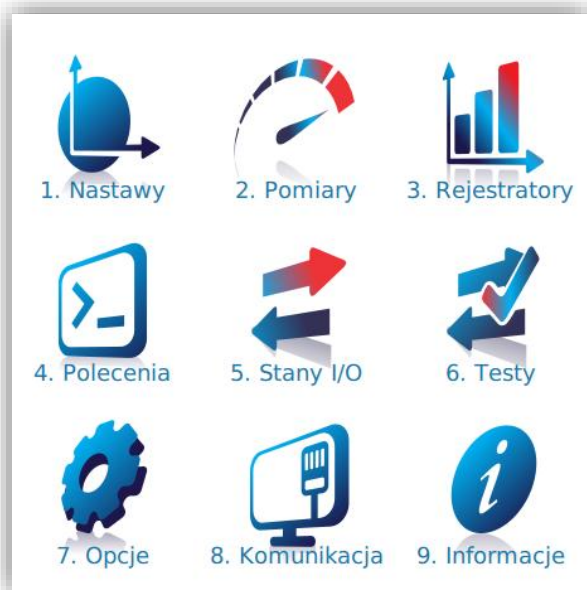 1. Nastawy
2. Pomiary
3. Rejestratory
4. Polecenia
5. Stany I/O
6. Testy
7. Opcje
8. Komunikacja
9. Informacje